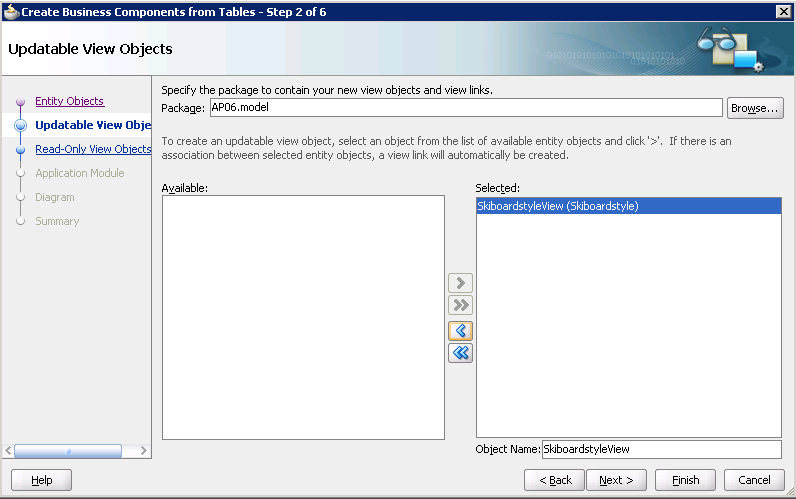 Create Business Components from Tables - Step 2 of 6
Updatable View Objects
Entity Objects
Updatable View Obje
Read-Only View Objects
Application Module
Diagram
Summary
Specify the package to contain your new view objects and view links.
Package: AP06.model Browse...
To create an updatable view object, select an object from the list of available entity objects and click '>'. If there is an
association between selected entity objects, a view link will automatically be created.
Available: Selected:
SkiboardstyleView (Skiboardstyle)
Object Name: SkiboardstyleView
Help < Back Next > Finish Cancel